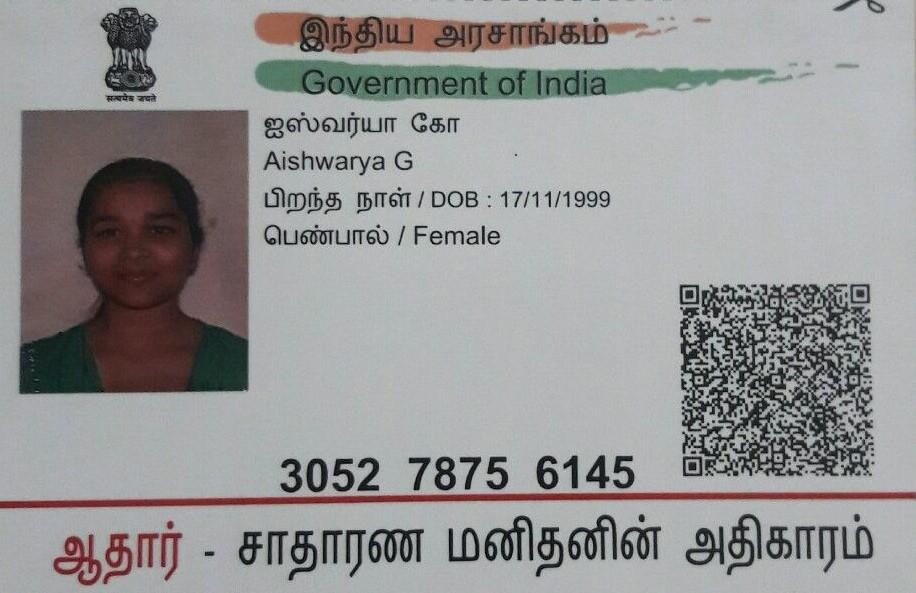 இந்திய அரசாங்கம்
Government of India
सत्यमेव जयते
ஐஸ்வர்யா கோ
Aishwarya G
பிறந்த நாள் / DOB : 17/11/1999
பெண்பால் / Female
3052 7875 6145
ஆதார் - சாதாரண மனிதனின் அதிகாரம்